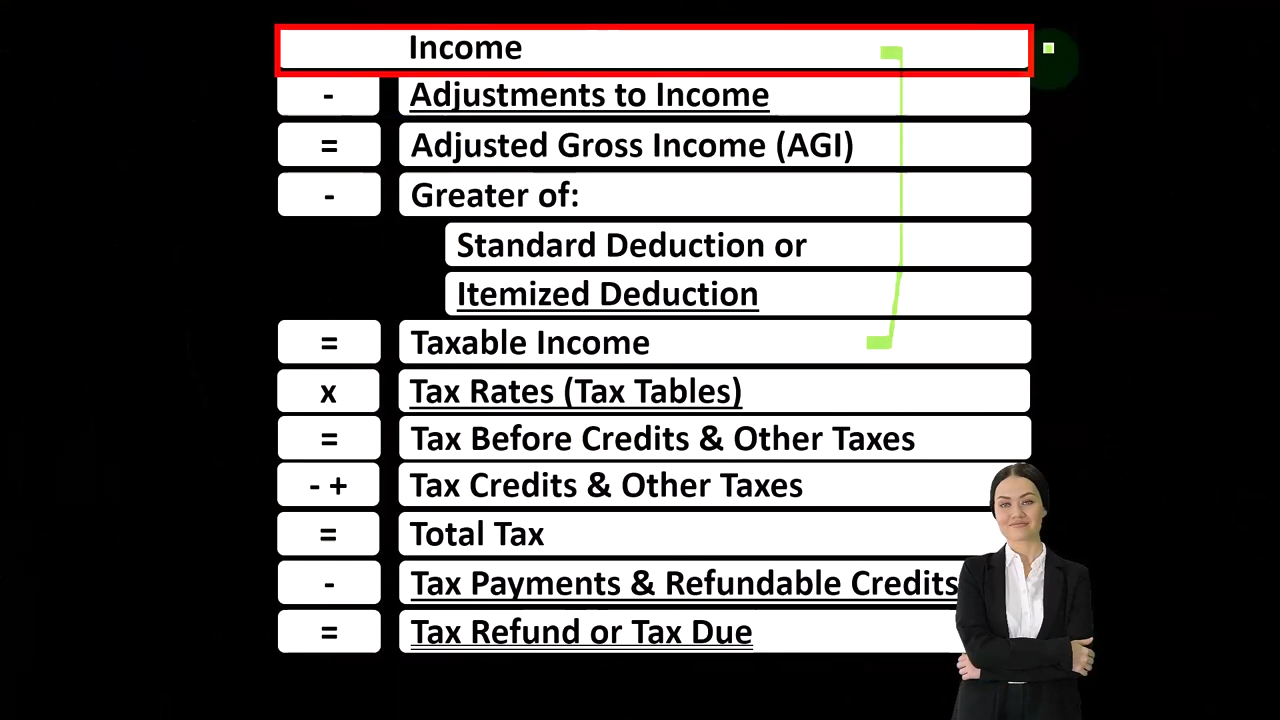 Income
- Adjustments to Income
= Adjusted Gross Income (AGI)
- Greater of:
Standard Deduction or
Itemized Deduction
= Taxable Income
x Tax Rates (Tax Tables)
= Tax Before Credits & Other Taxes
- + Tax Credits & Other Taxes
= Total Tax
- Tax Payments & Refundable Credits
= Tax Refund or Tax Due